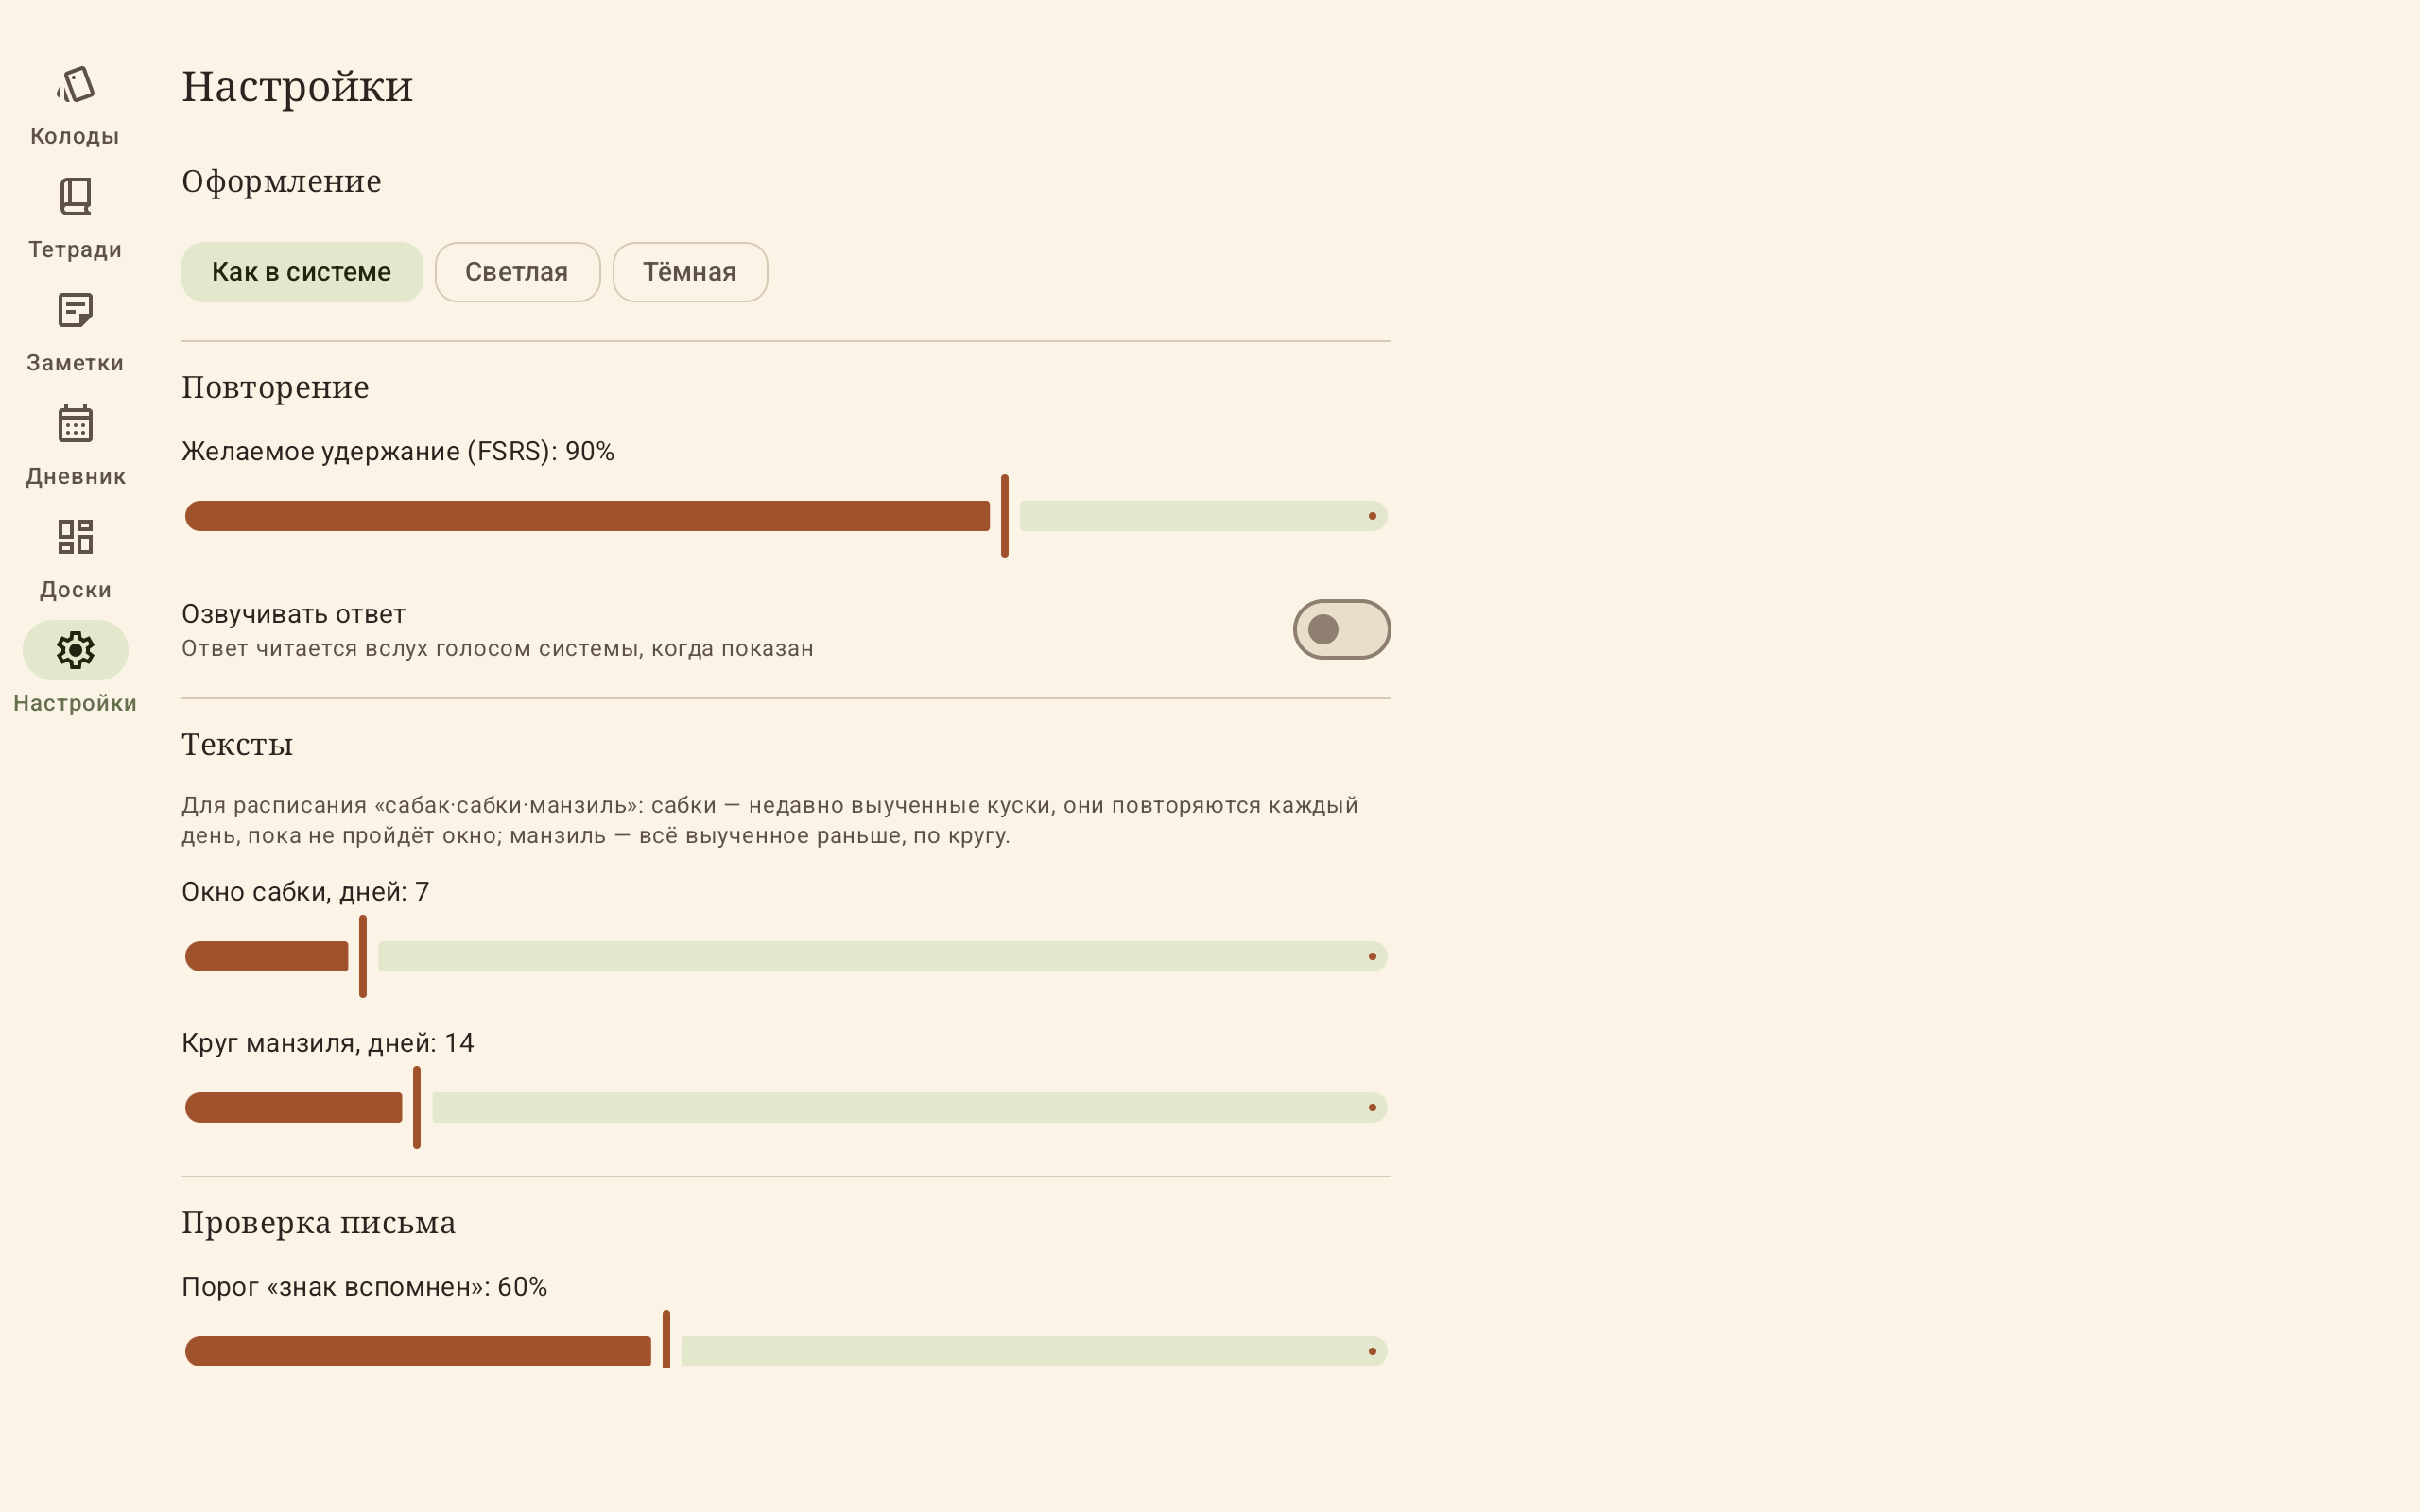 Колоды
Тетради
Заметки
Дневник
Доски
Настройки
Настройки
Оформление
Как в системе
Светлая
Тёмная
Повторение
Желаемое удержание (FSRS): 90%
Озвучивать ответ
Ответ читается вслух голосом системы, когда показан
Тексты
Для расписания «сабак·сабки·манзиль»: сабки — недавно выученные куски, они повторяются каждый
день, пока не пройдёт окно; манзиль — всё выученное раньше, по кругу.
Окно сабки, дней: 7
Круг манзиля, дней: 14
Проверка письма
Порог «знак вспомнен»: 60%